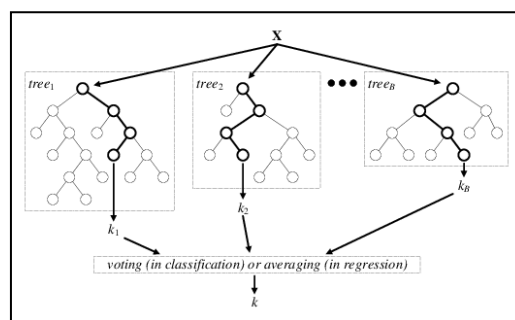 X
tree1 tree2 treeB
k1 k2 kB
voting (in classification) or averaging (in regression)
k